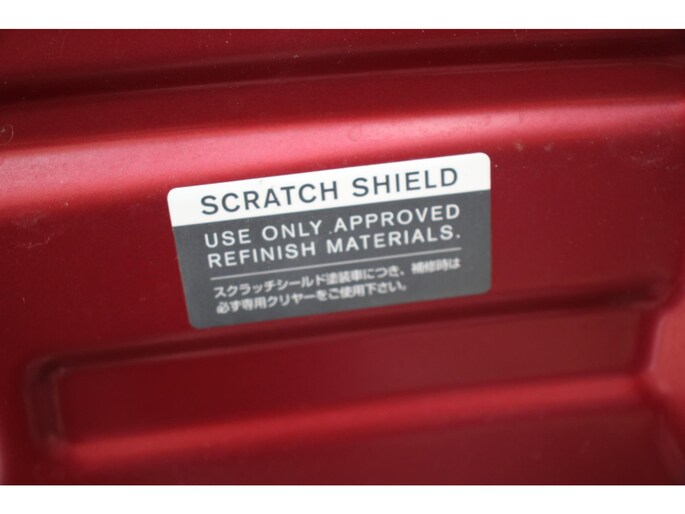 SCRATCH SHIELD
USE ONLY APPROVED
REFINISH MATERIALS.
スクラッチシールド塗装車につき、補修時は
必ず専用クリヤーをご使用下さい。